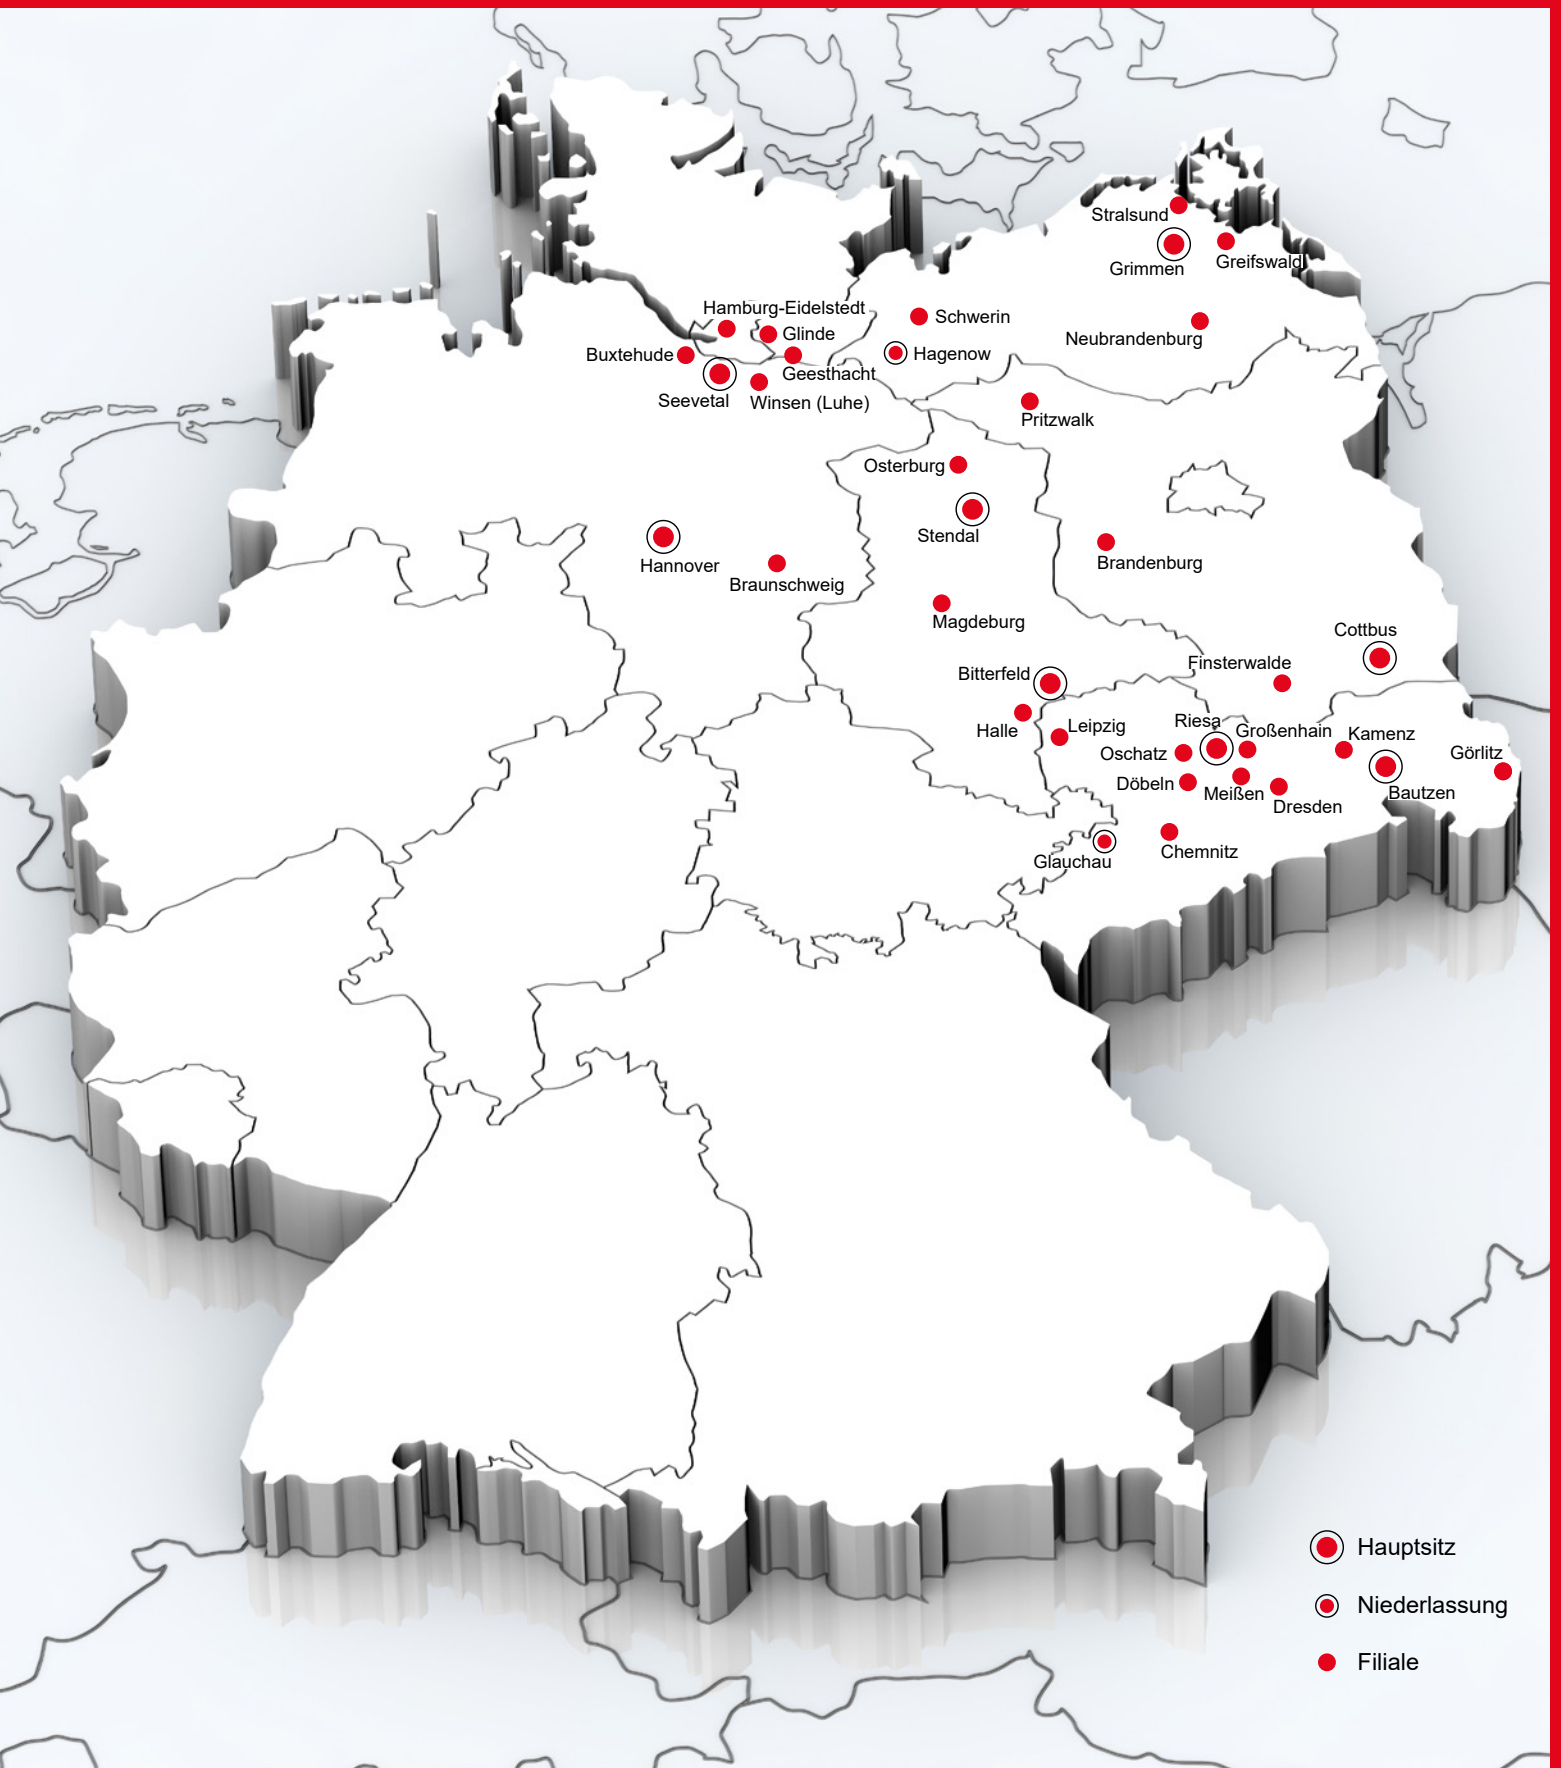 Stralsund
Grimmen
Greifswald
Hamburg-Eidelstedt
Schwerin
Glinde
Neubrandenburg
Buxtehude
Hagenow
Geesthacht
Seevetal
Winsen (Luhe)
Pritzwalk
Osterburg
Stendal
Hannover
Brandenburg
Braunschweig
Magdeburg
Cottbus
Finsterwalde
Bitterfeld
Riesa
Leipzig
Halle
Großenhain
Kamenz
Oschatz
Görlitz
Döbeln
Meißen
Bautzen
Dresden
Chemnitz
Glauchau
Hauptsitz
Niederlassung
Filiale